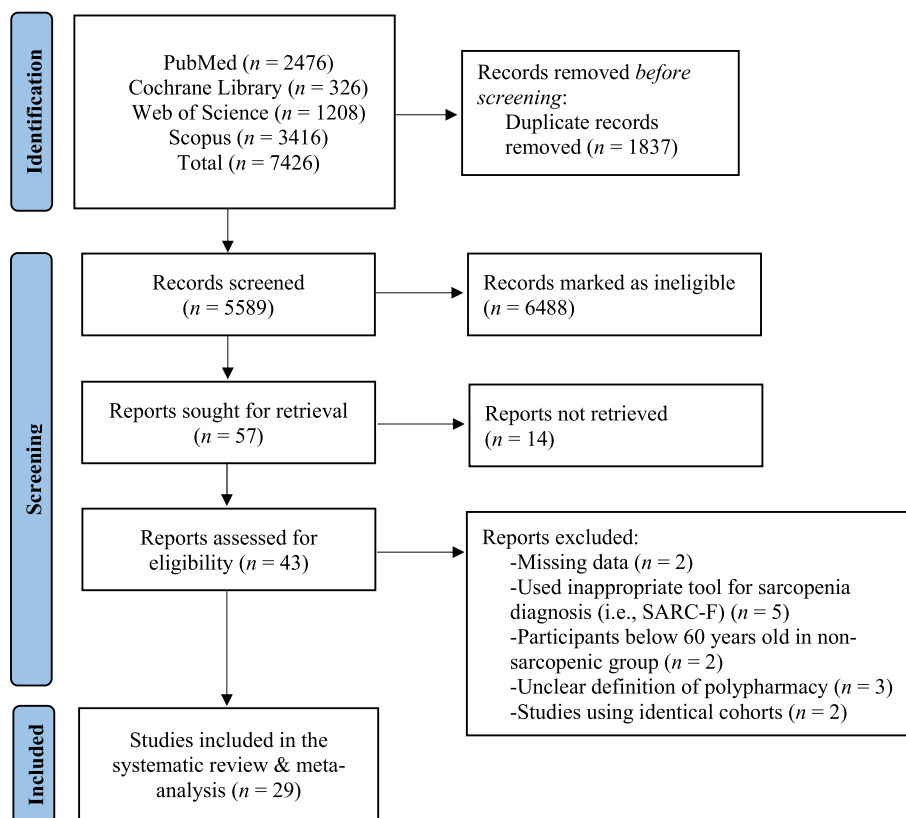 Identification
PubMed (n = 2476)
Cochrane Library (n = 326)
Web of Science (n = 1208)
Scopus (n = 3416)
Total (n = 7426)
Records removed before
screening:
Duplicate records
removed (n = 1837)
Screening
Records screened
(n = 5589)
Records marked as ineligible
(n = 6488)
Reports sought for retrieval
(n = 57)
Reports not retrieved
(n = 14)
Reports assessed for
eligibility (n = 43)
Reports excluded:
-Missing data (n = 2)
-Used inappropriate tool for sarcopenia
diagnosis (i.e., SARC-F) (n = 5)
-Participants below 60 years old in non-
sarcopenic group (n = 2)
-Unclear definition of polypharmacy (n = 3)
-Studies using identical cohorts (n = 2)
Included
Studies included in the
systematic review & meta-
analysis (n = 29)